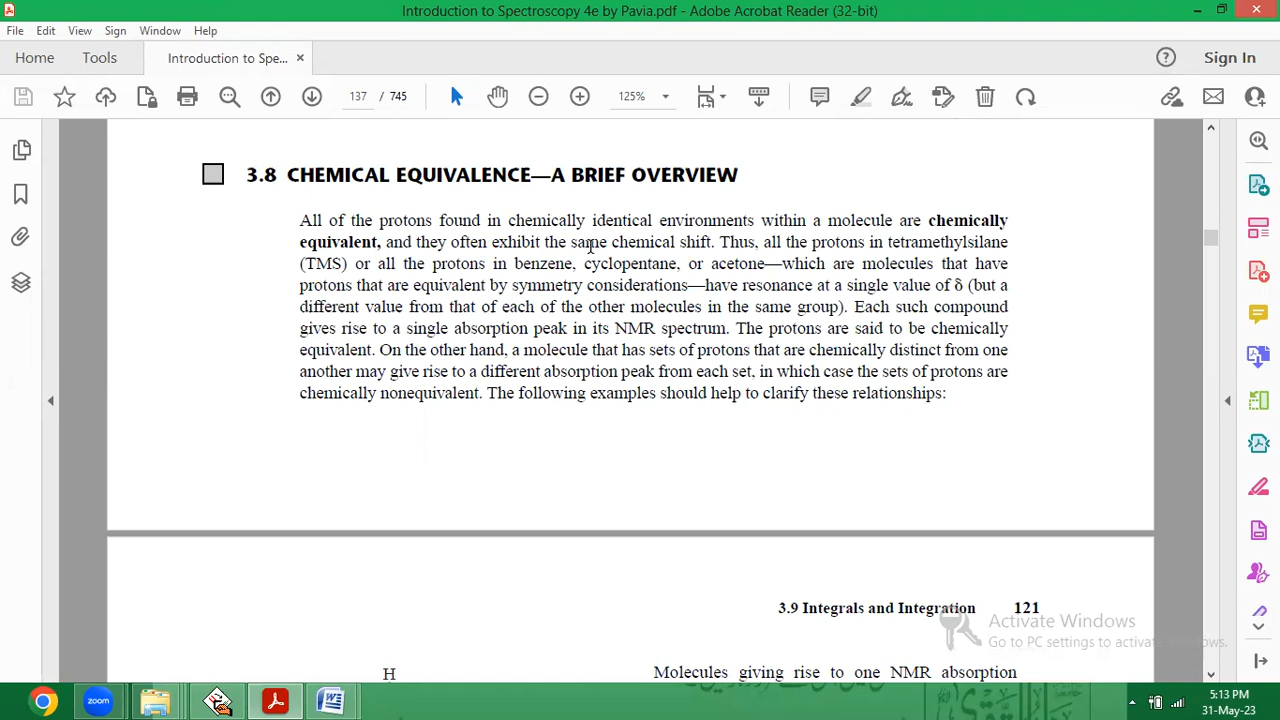 Introduction to Spectroscopy 4e by Pavia.pdf - Adobe Acrobat Reader (32-bit)
File Edit View Sign Window Help
Home Tools Introduction to Spe... × ? Sign In
137 / 745 125%
3.8 CHEMICAL EQUIVALENCE—A BRIEF OVERVIEW
All of the protons found in chemically identical environments within a molecule are chemically
equivalent, and they often exhibit the same chemical shift. Thus, all the protons in tetramethylsilane
(TMS) or all the protons in benzene, cyclopentane, or acetone—which are molecules that have
protons that are equivalent by symmetry considerations—have resonance at a single value of δ (but a
different value from that of each of the other molecules in the same group). Each such compound
gives rise to a single absorption peak in its NMR spectrum. The protons are said to be chemically
equivalent. On the other hand, a molecule that has sets of protons that are chemically distinct from one
another may give rise to a different absorption peak from each set, in which case the sets of protons are
chemically nonequivalent. The following examples should help to clarify these relationships:
3.9 Integrals and Integration 121
Activate Windows
Go to PC settings to activate Windows.
H
Molecules giving rise to one NMR absorption
zoom
5:13 PM
31-May-23